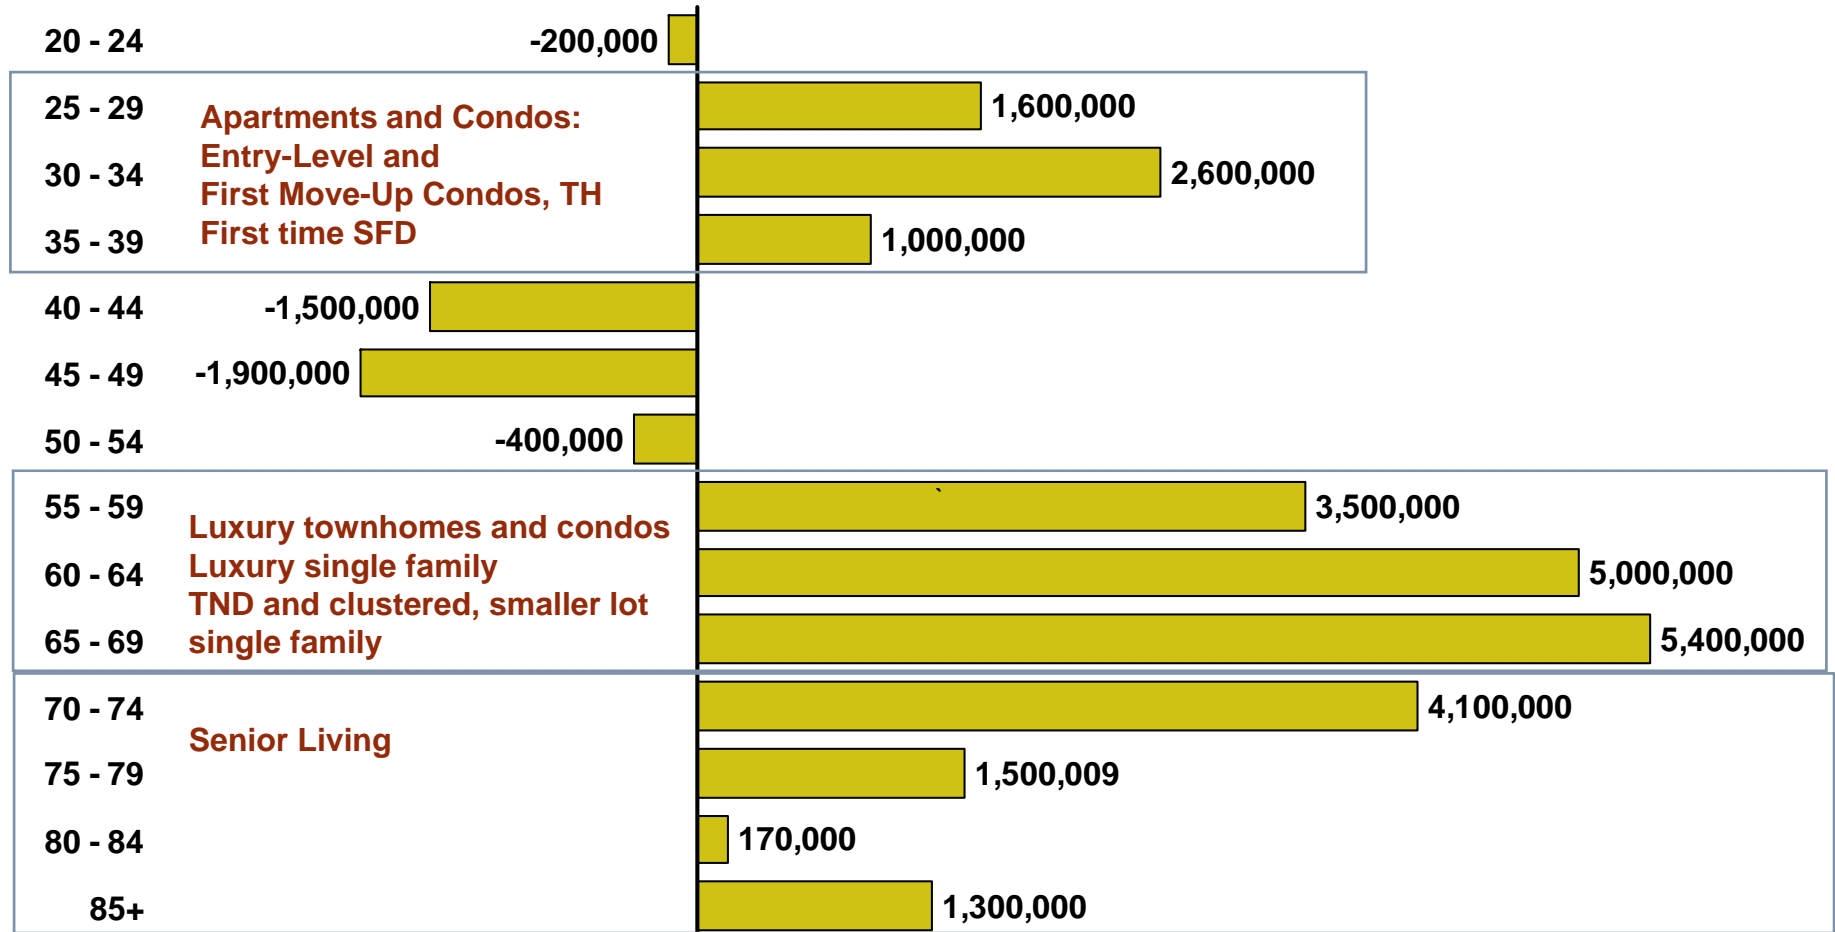 20 - 24 -200,000
25 - 29 1,600,000
Apartments and Condos:
Entry-Level and
30 - 34 2,600,000
First Move-Up Condos, TH
First time SFD
35 - 39 1,000,000
40 - 44 -1,500,000
45 - 49 -1,900,000
50 - 54 -400,000
`
55 - 59 3,500,000
Luxury townhomes and condos
Luxury single family
60 - 64 5,000,000
TND and clustered, smaller lot
single family
65 - 69 5,400,000
70 - 74 4,100,000
Senior Living
75 - 79 1,500,009
80 - 84 170,000
85+ 1,300,000